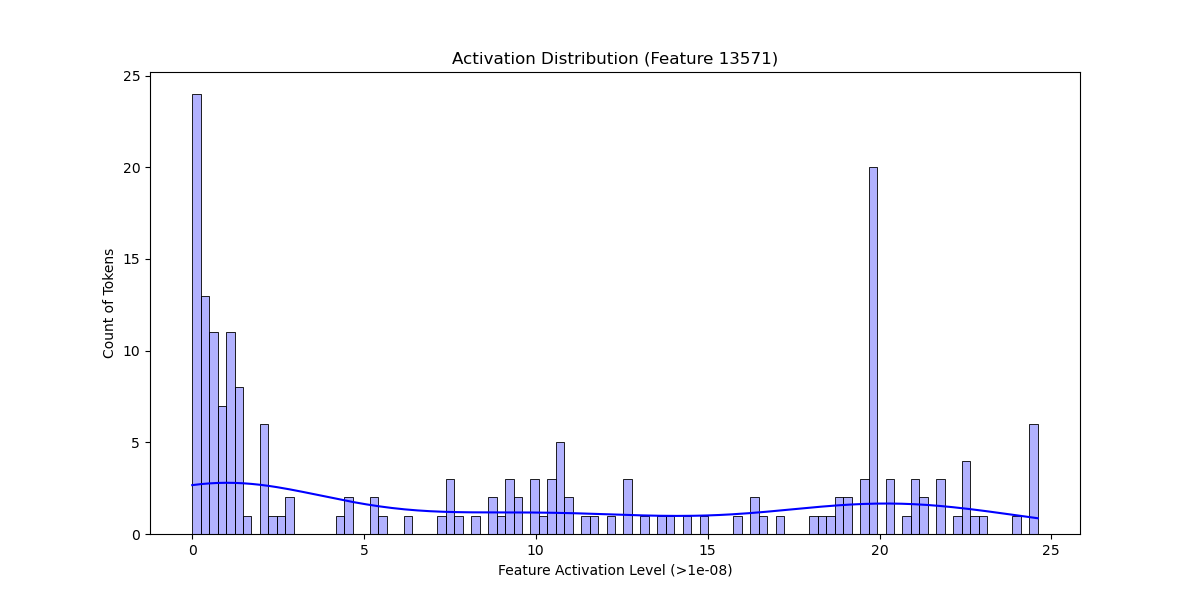 Activation Distribution (Feature 13571)
25
20
15
10
5
0
Count of Tokens
0 5 10 15 20 25
Feature Activation Level (>1e-08)